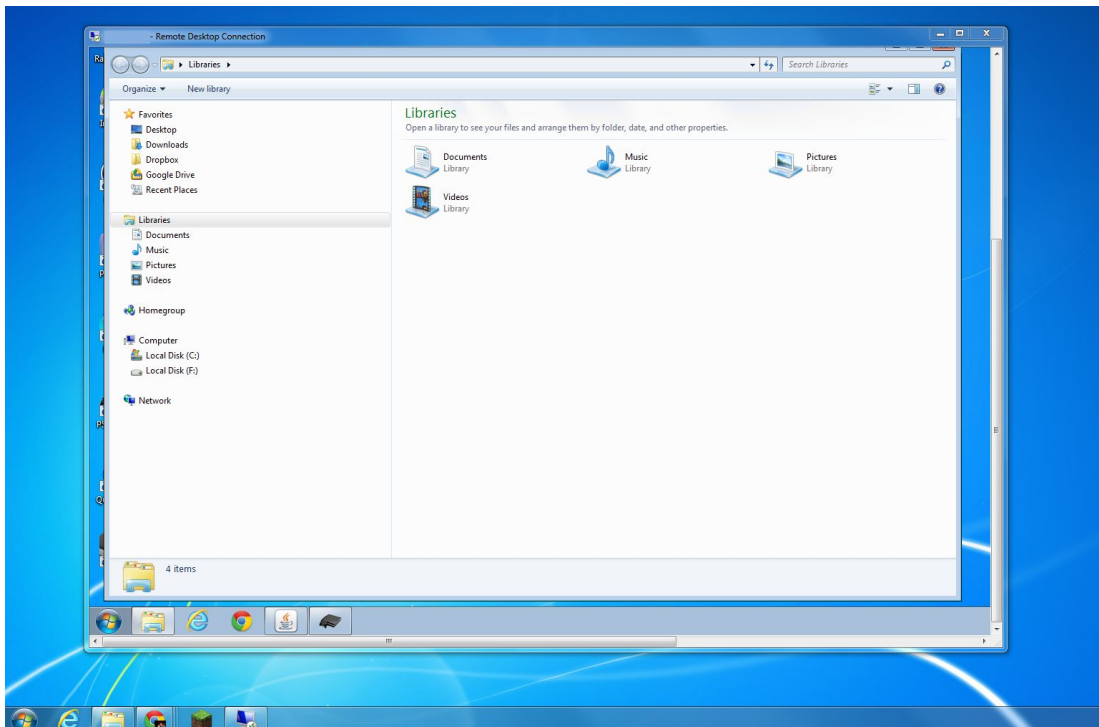 - Remote Desktop Connection
Ra
Libraries
Search Libraries
Organize
New library
Favorites
Desktop
Downloads
Dropbox
Google Drive
Recent Places
Libraries
Documents
Music
Pictures
Videos
Homegroup
Computer
Local Disk (C:)
Local Disk (F:)
Network
Libraries
Open a library to see your files and arrange them by folder, date, and other properties.
Documents
Library
Music
Library
Pictures
Library
Videos
Library
4 items